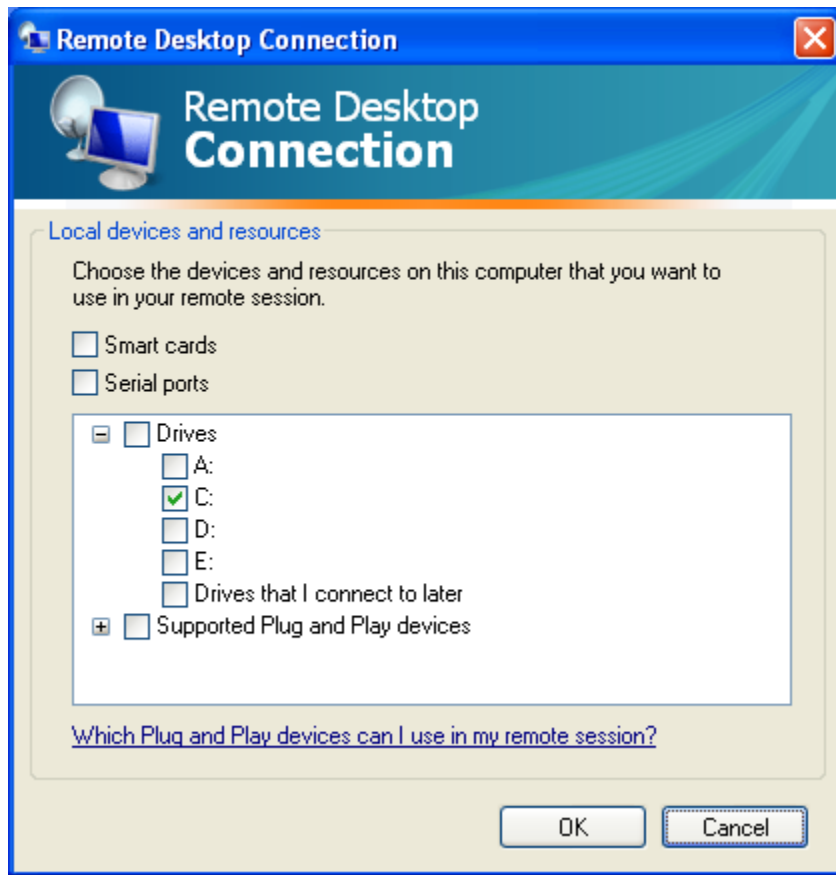 Remote Desktop Connection
Remote Desktop
Connection
Local devices and resources
Choose the devices and resources on this computer that you want to
use in your remote session.
Smart cards
Serial ports
Drives
A:
C:
D:
E:
Drives that I connect to later
Supported Plug and Play devices
Which Plug and Play devices can I use in my remote session?
OK Cancel